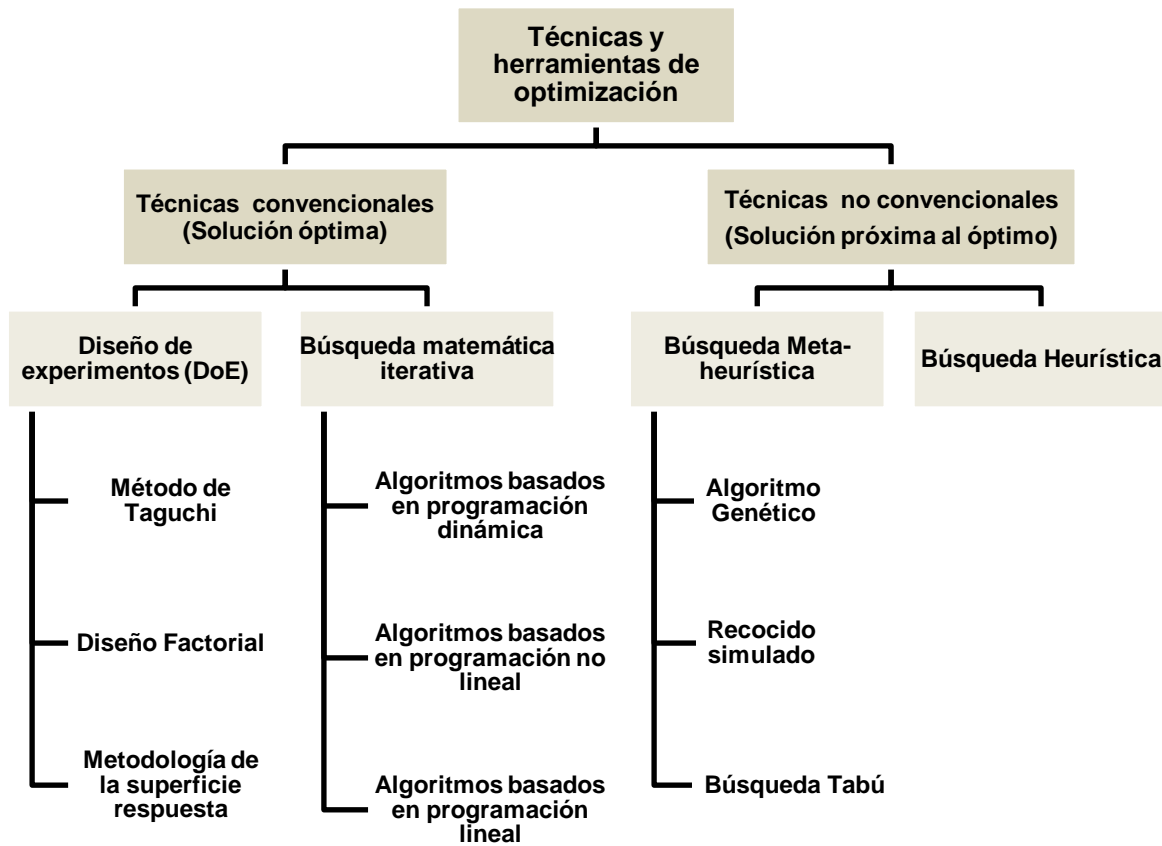 Técnicas y
herramientas de
optimización
Técnicas convencionales
(Solución óptima)
Técnicas no convencionales
(Solución próxima al óptimo)
Diseño de
experimentos (DoE)
Búsqueda matemática
iterativa
Búsqueda Meta-
heurística
Búsqueda Heurística
Método de
Taguchi
Diseño Factorial
Metodología de
la superficie
respuesta
Algoritmos basados
en programación
dinámica
Algoritmos basados
en programación no
lineal
Algoritmos basados
en programación
lineal
Algoritmo
Genético
Recocido
simulado
Búsqueda Tabú